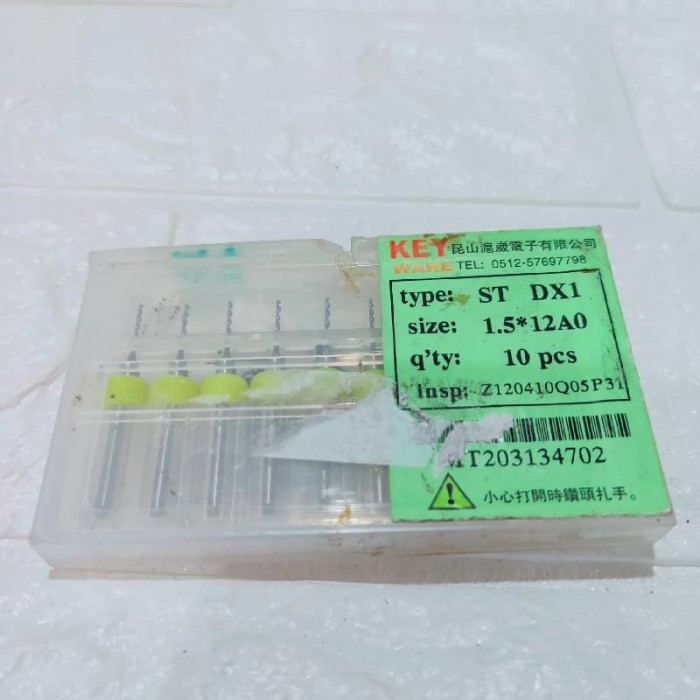 KEY 昆山滬崴電子有限公司
WARE TEL: 0512-57697798
type: ST DX1
size: 1.5*12A0
q'ty: 10 pcs
Insp: Z120410Q05P31
MT203134702
小心打開時鑽頭扎手。